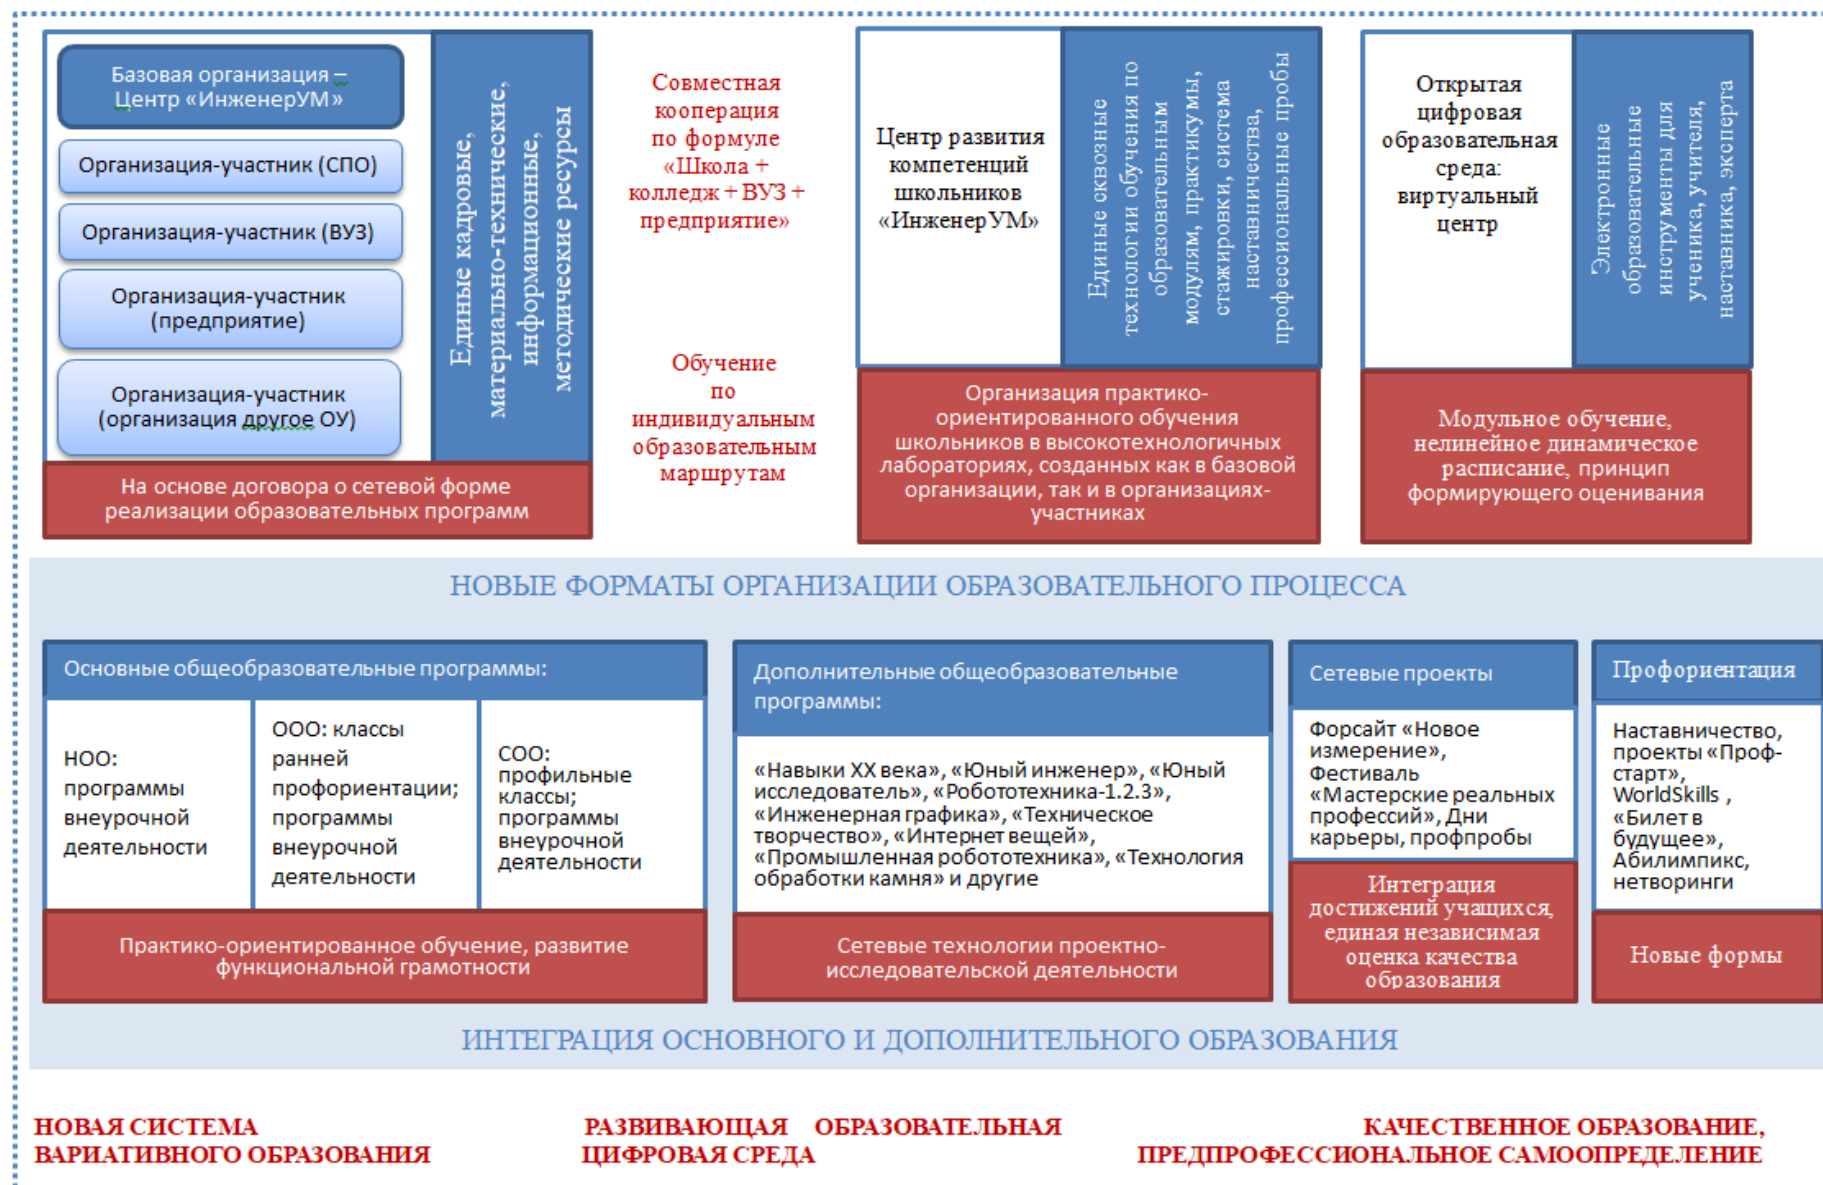 Базовая организация –
Центр «ИнженерУМ»
Организация-участник (СПО)
Организация-участник (ВУЗ)
Организация-участник
(предприятие)
Организация-участник
(организация другое ОУ)
Единые кадровые,
материально-технические,
информационные,
методические ресурсы
На основе договора о сетевой форме
реализации образовательных программ
Совместная
кооперация
по формуле
«Школа +
колледж + ВУЗ +
предприятие»
Обучение
по
индивидуальным
образовательным
маршрутам
Центр развития
компетенций
школьников
«ИнженерУМ»
Единые сквозные
технологии обучения по
образовательным
модулям, практикумы,
стажировки, система
наставничества,
профессиональные пробы
Организация практико-
ориентированного обучения
школьников в высокотехнологичных
лабораториях, созданных как в базовой
организации, так и в организациях-
участниках
Открытая
цифровая
образовательная
среда:
виртуальный
центр
Электронные
образовательные
инструменты для
ученика, учителя,
наставника, эксперта
Модульное обучение,
нелинейное динамическое
расписание, принцип
формирующего оценивания
НОВЫЕ ФОРМАТЫ ОРГАНИЗАЦИИ ОБРАЗОВАТЕЛЬНОГО ПРОЦЕССА
Основные общеобразовательные программы:
НОО:
программы
внеурочной
деятельности
ООО: классы
ранней
профориентации;
программы
внеурочной
деятельности
СОО:
профильные
классы;
программы
внеурочной
деятельности
Практико-ориентированное обучение, развитие
функциональной грамотности
Дополнительные общеобразовательные
программы:
«Навыки XX века», «Юный инженер», «Юный
исследователь», «Робототехника-1.2.3»,
«Инженерная графика», «Техническое
творчество», «Интернет вещей»,
«Промышленная робототехника», «Технология
обработки камня» и другие
Сетевые технологии проектно-
исследовательской деятельности
Сетевые проекты
Форсайт «Новое
измерение»,
Фестиваль
«Мастерские реальных
профессий», Дни
карьеры, профпробы
Интеграция
достижений учащихся,
единая независимая
оценка качества
образования
Профориентация
Наставничество,
проекты «Проф-
старт»,
WorldSkills ,
«Билет в
будущее»,
Абилимпикс,
нетворинги
Новые формы
ИНТЕГРАЦИЯ ОСНОВНОГО И ДОПОЛНИТЕЛЬНОГО ОБРАЗОВАНИЯ
НОВАЯ СИСТЕМА
ВАРИАТИВНОГО ОБРАЗОВАНИЯ
РАЗВИВАЮЩАЯ ОБРАЗОВАТЕЛЬНАЯ
ЦИФРОВАЯ СРЕДА
КАЧЕСТВЕННОЕ ОБРАЗОВАНИЕ,
ПРЕДПРОФЕССИОНАЛЬНОЕ САМООПРЕДЕЛЕНИЕ